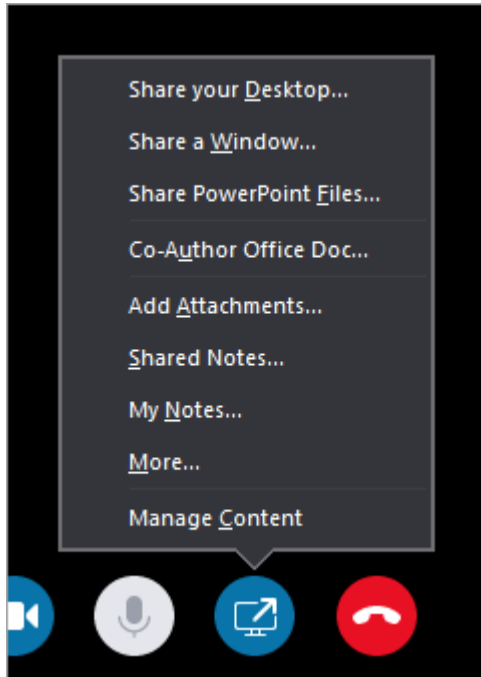 Share your Desktop...
Share a Window...
Share PowerPoint Files...
Co-Author Office Doc...
Add Attachments...
Shared Notes...
My Notes...
More...
Manage Content